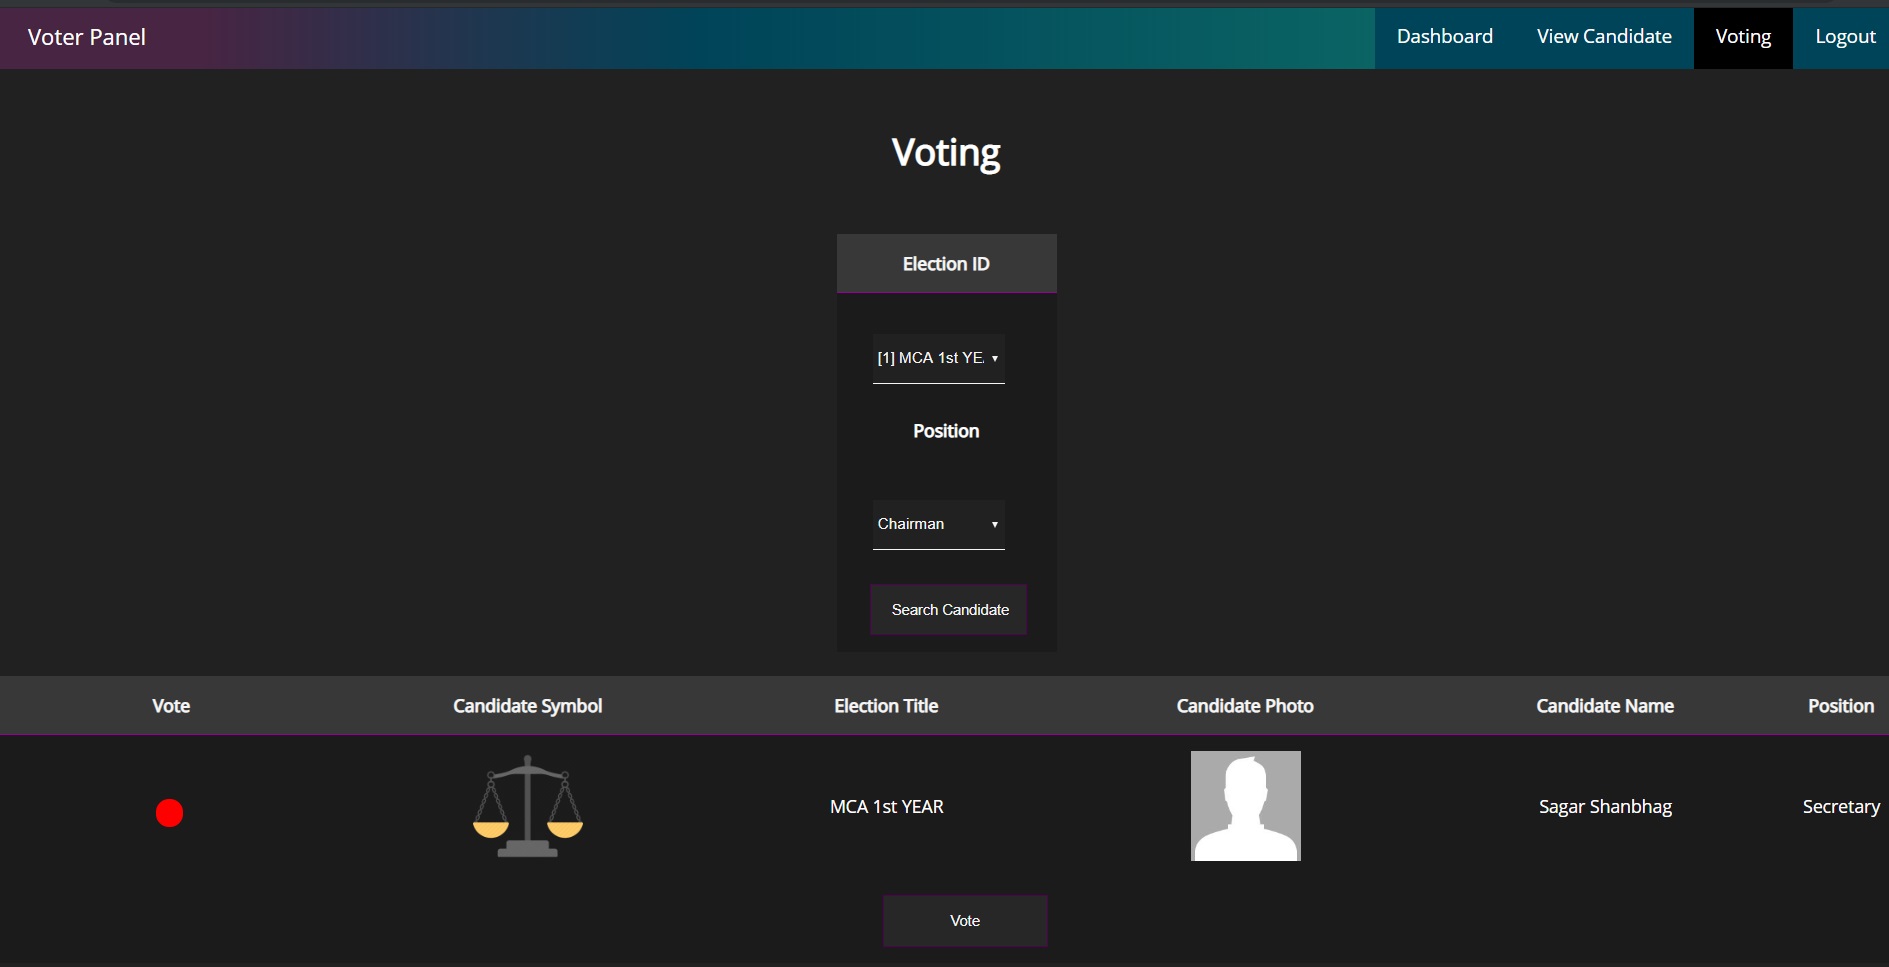 Voter Panel Dashboard View Candidate Voting Logout
Voting
Election ID
[1] MCA 1st YE
Position
Chairman
Search Candidate
Vote Candidate Symbol Election Title Candidate Photo Candidate Name Position
MCA 1st YEAR Sagar Shanbhag Secretary
Vote